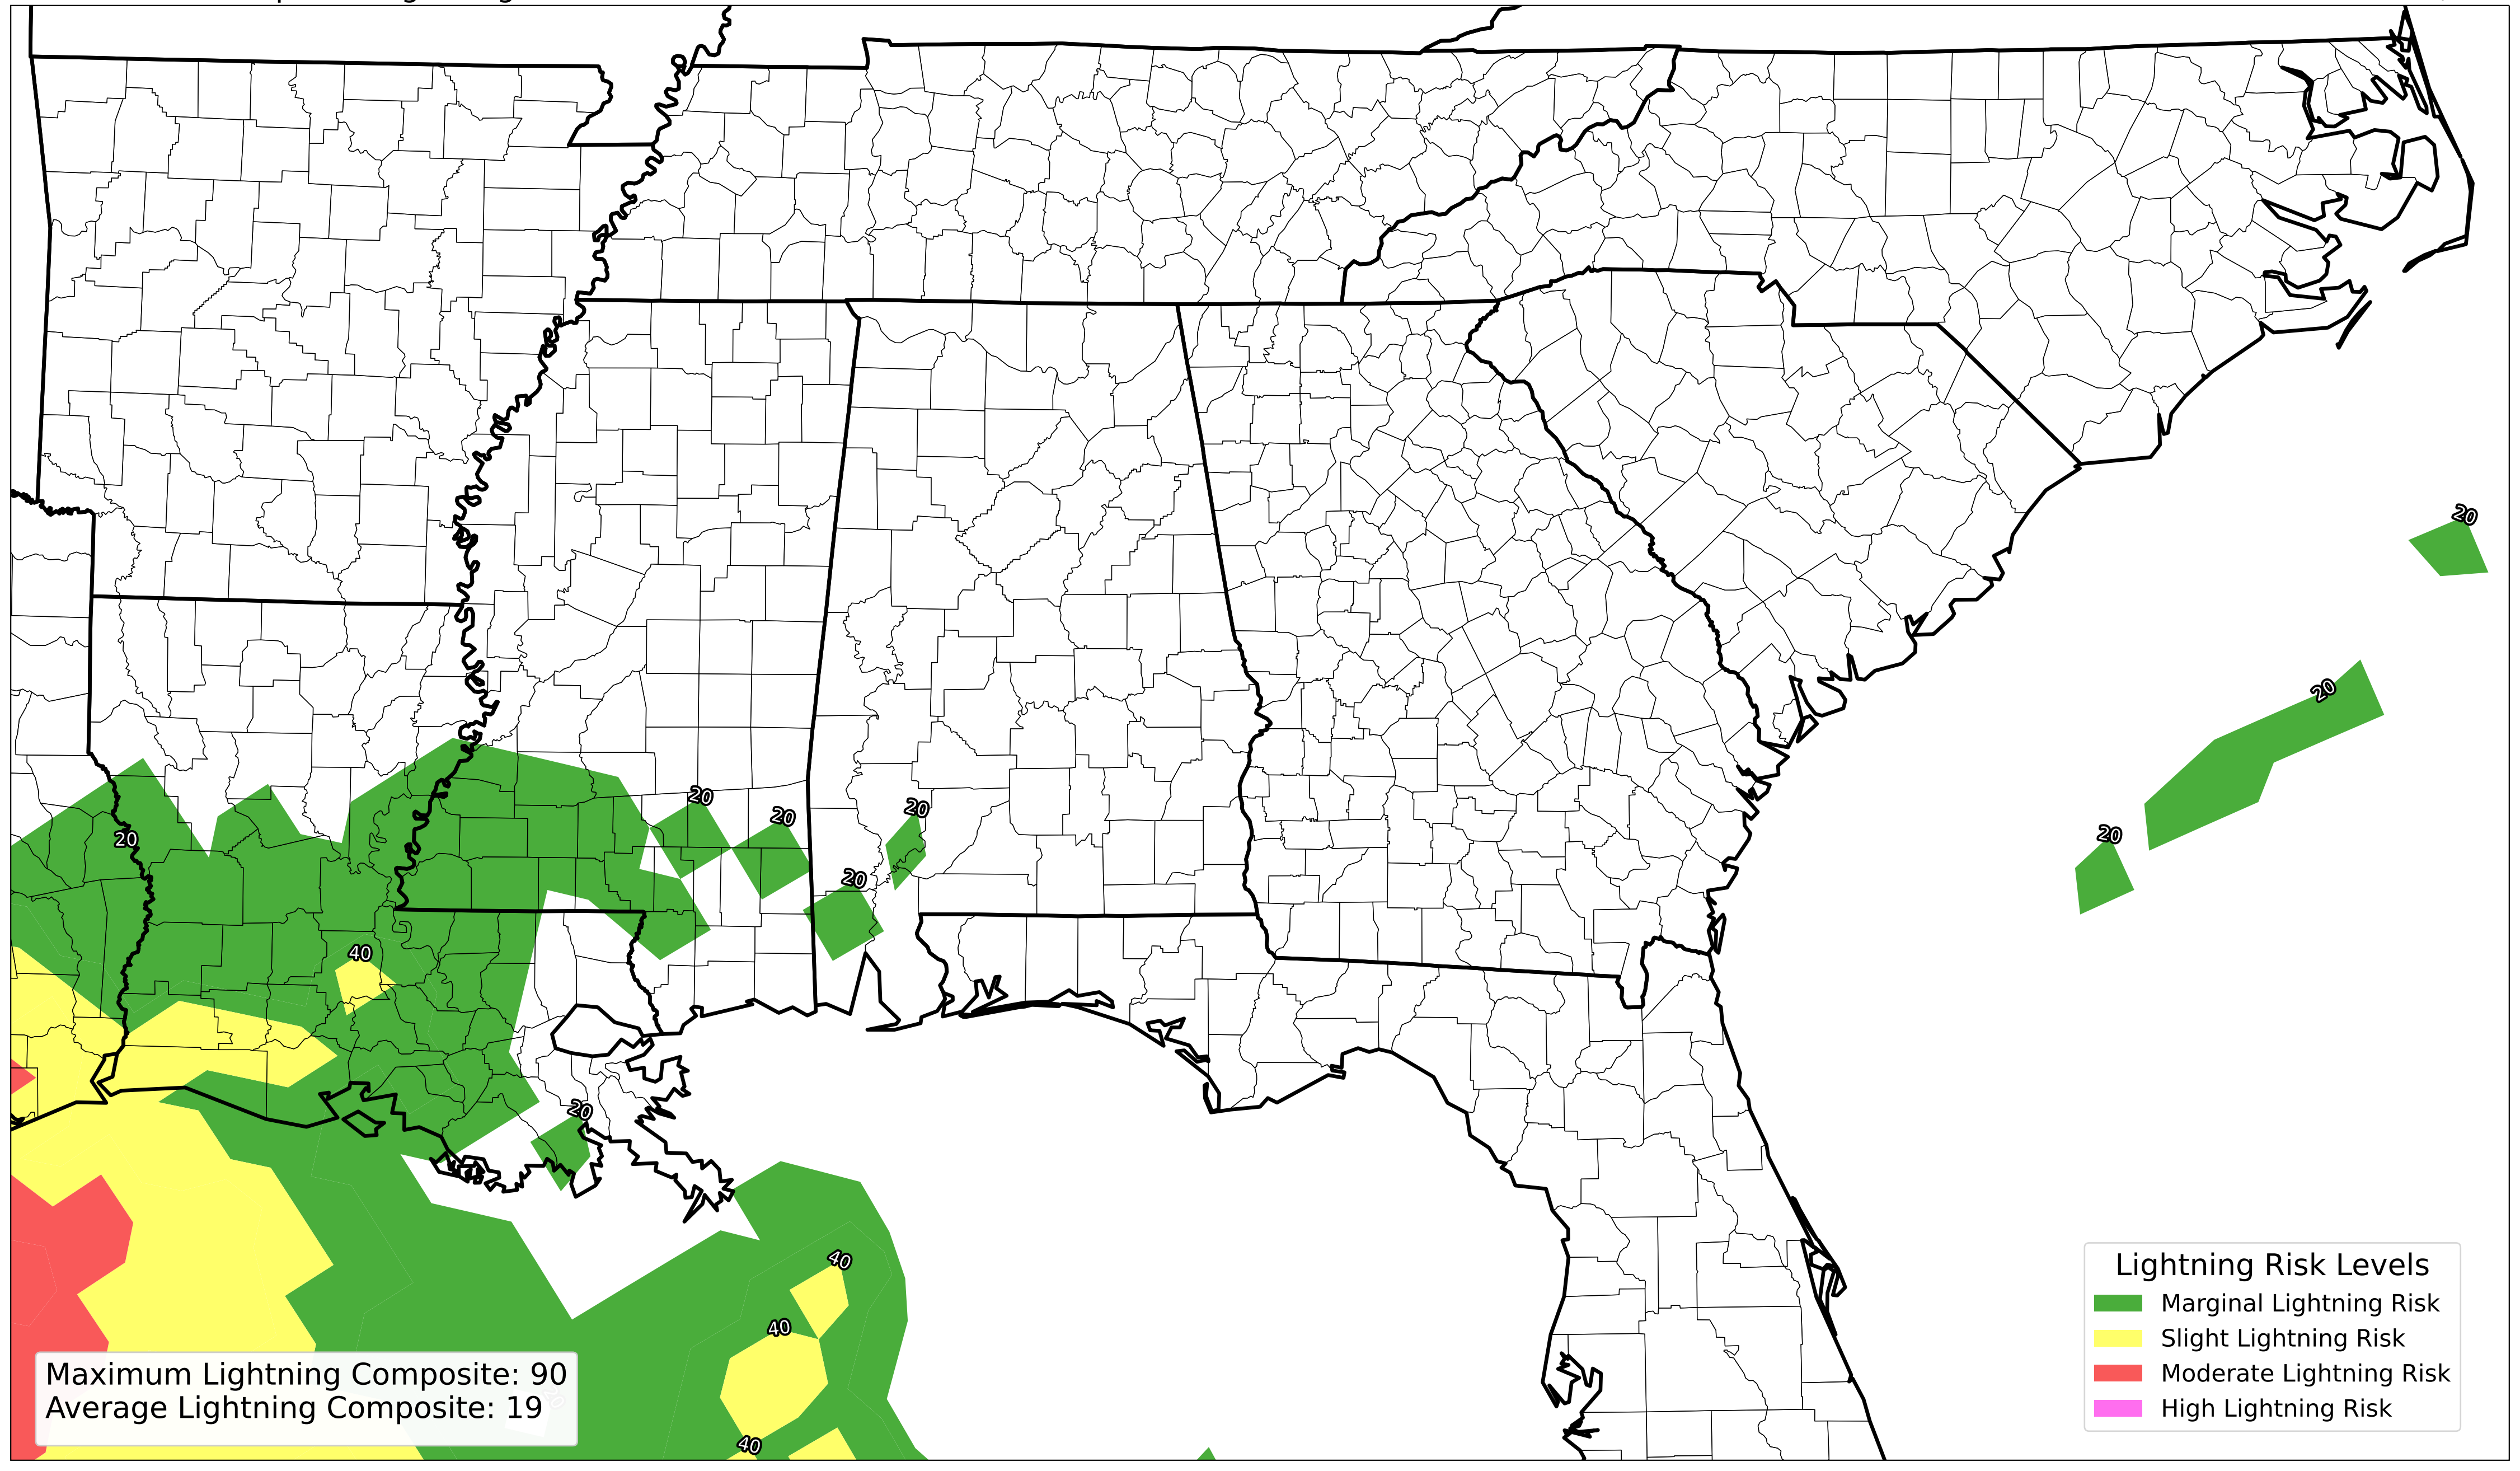 20
20
20
20
20
20
20
20
40
20
40
40
40
Lightning Risk Levels
Marginal Lightning Risk
Slight Lightning Risk
Moderate Lightning Risk
High Lightning Risk
Maximum Lightning Composite: 90
Average Lightning Composite: 19